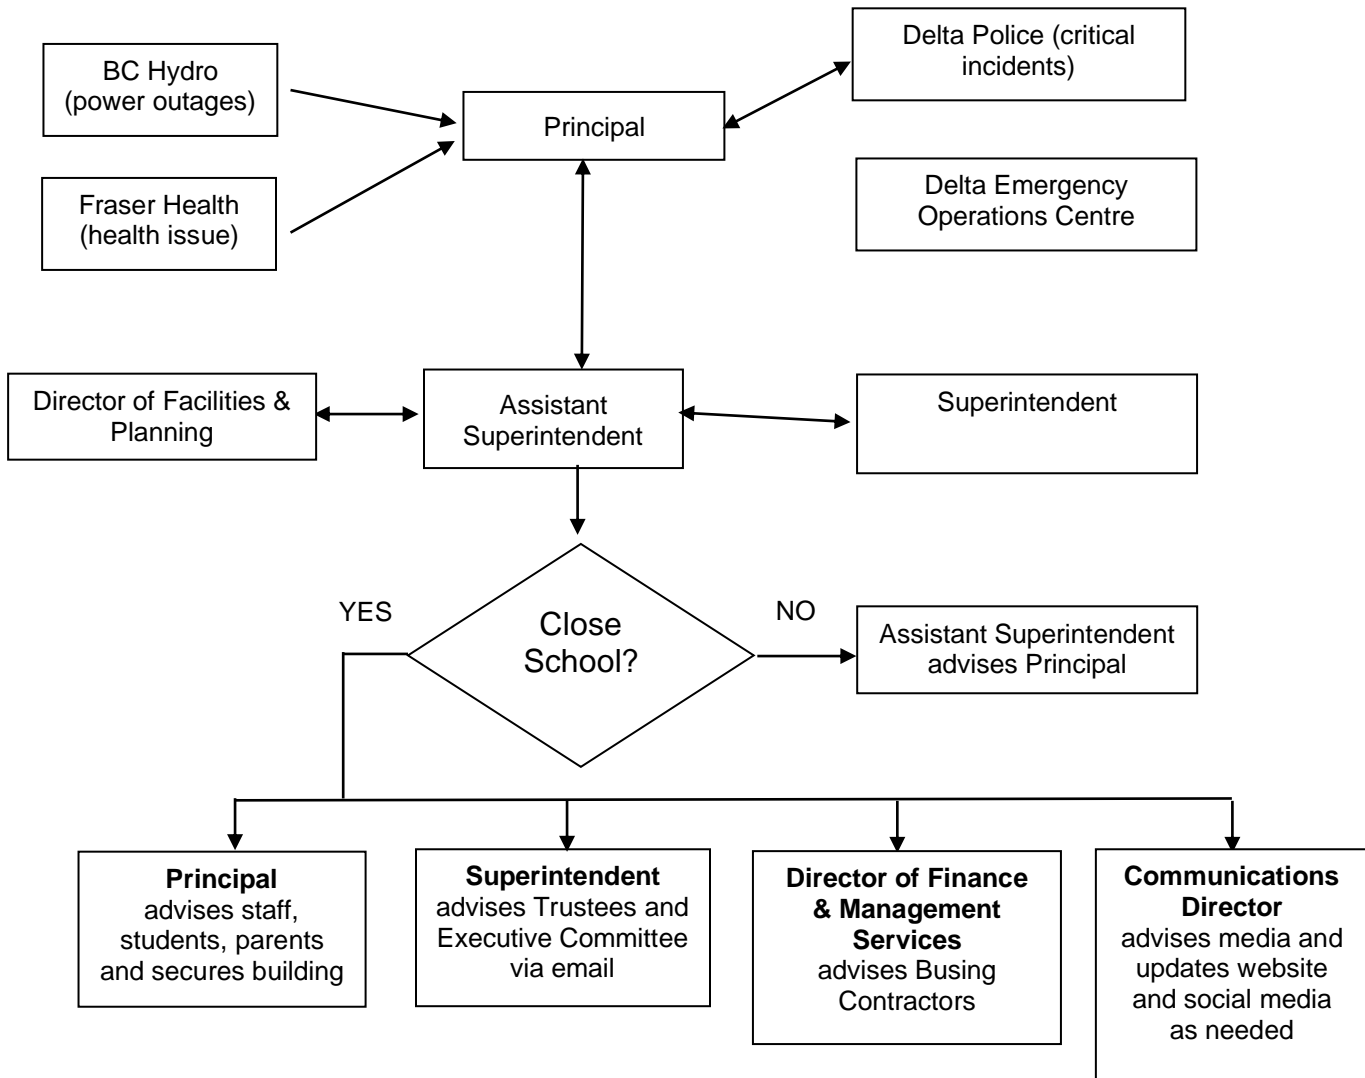 BC Hydro
(power outages)
Delta Police (critical
incidents)
Principal
Fraser Health
(health issue)
Delta Emergency
Operations Centre
Director of Facilities &
Planning
Assistant
Superintendent
Superintendent
YES
Close
School?
NO
Assistant Superintendent
advises Principal
Principal
advises staff,
students, parents
and secures building
Superintendent
advises Trustees and
Executive Committee
via email
Director of Finance
& Management
Services
advises Busing
Contractors
Communications
Director
advises media and
updates website
and social media
as needed